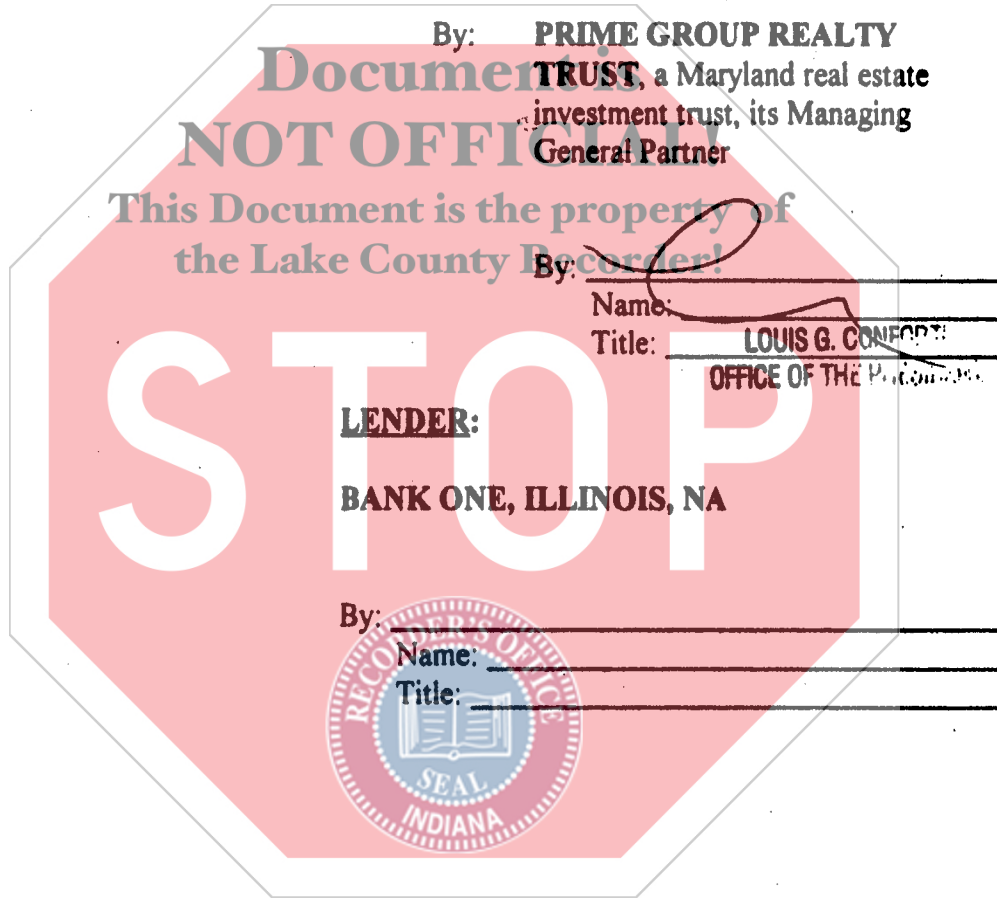 By: PRIME GROUP REALTY
TRUST, a Maryland real estate
investment trust, its Managing
General Partner
Document is
NOT OFFICIAL!
This Document is the property of
the Lake County Recorder!
By:
Name:
Title: LOUIS G. CONFORTI
OFFICE OF THE
STOP
LENDER:
BANK ONE, ILLINOIS, NA
By:
Name:
Title:
RECORDER'S OFFICE
SEAL
INDIANA